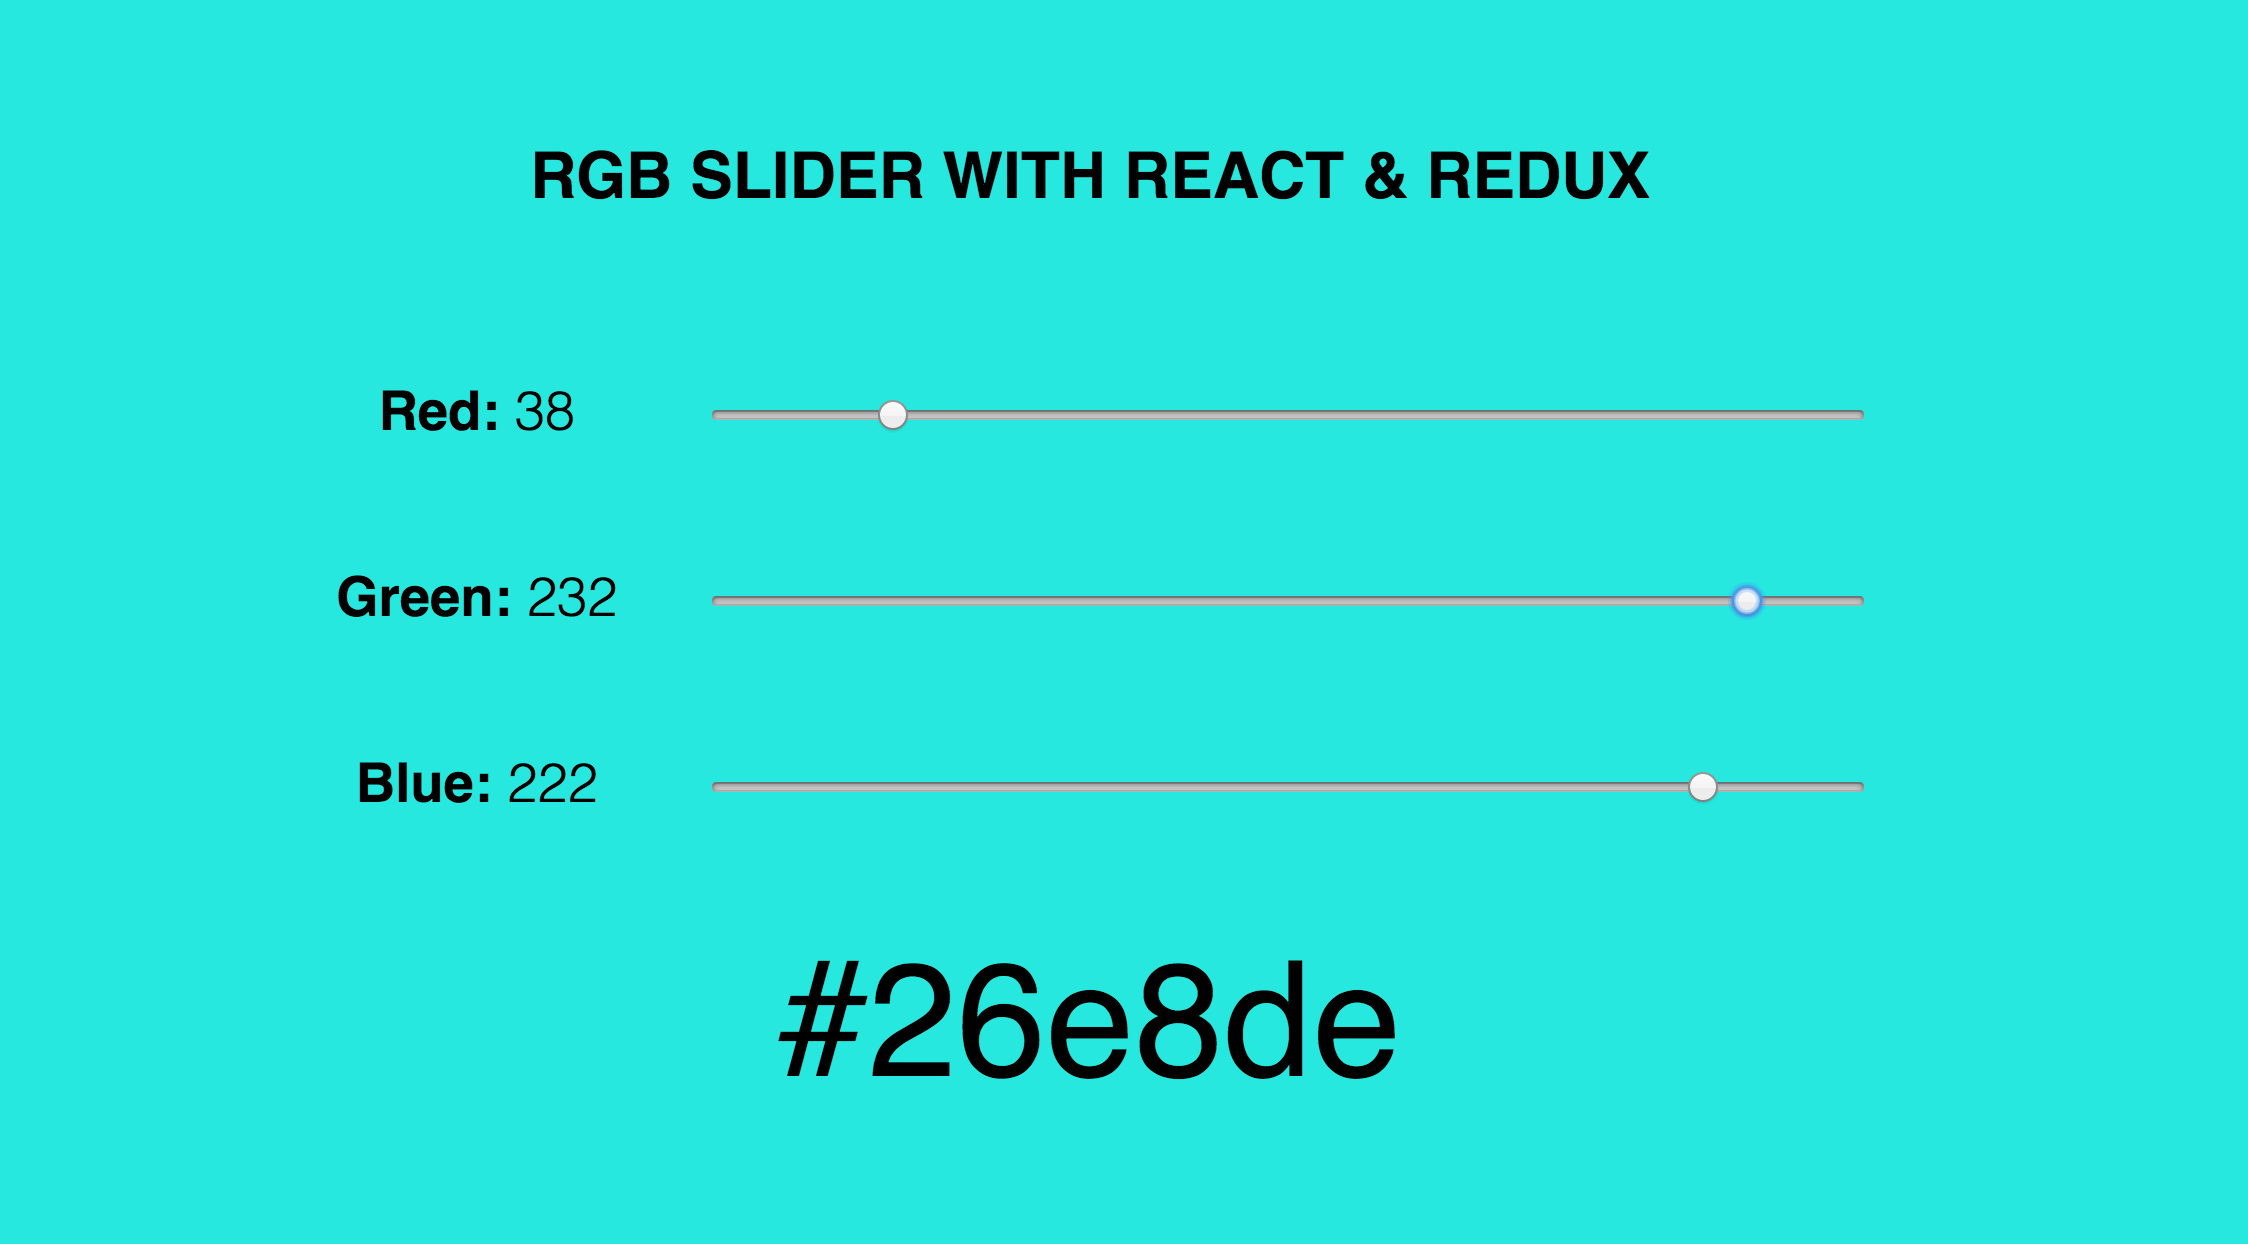 RGB SLIDER WITH REACT & REDUX
Red: 38
Green: 232
Blue: 222
#26e8de